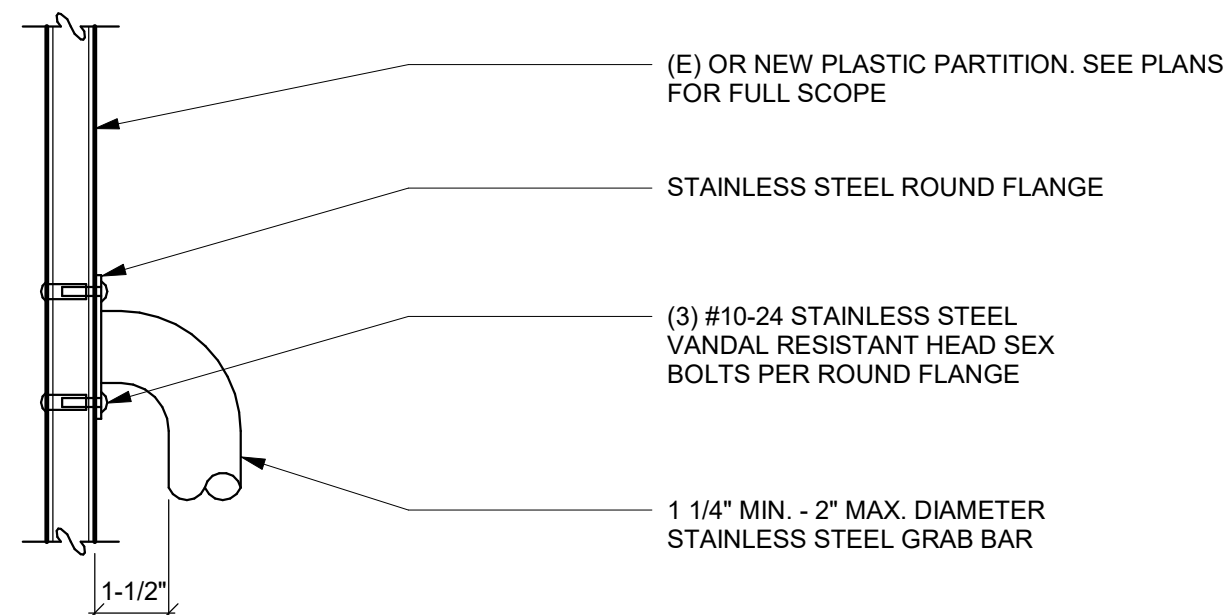 (E) OR NEW PLASTIC PARTITION. SEE PLANS
FOR FULL SCOPE
STAINLESS STEEL ROUND FLANGE
(3) #10-24 STAINLESS STEEL
VANDAL RESISTANT HEAD SEX
BOLTS PER ROUND FLANGE
1 1/4" MIN. - 2" MAX. DIAMETER
STAINLESS STEEL GRAB BAR
1-1/2"